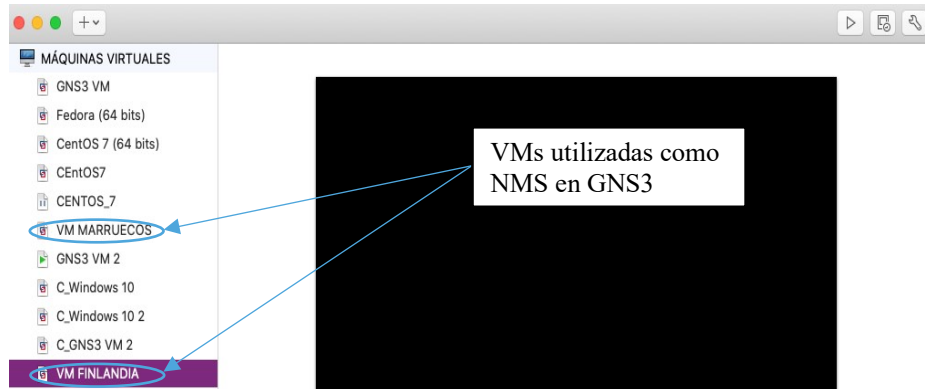 MÁQUINAS VIRTUALES
GNS3 VM
Fedora (64 bits)
CentOS 7 (64 bits)
CEntOS7
CENTOS_7
VM MARRUECOS
GNS3 VM 2
C_Windows 10
C_Windows 10 2
C_GNS3 VM 2
VM FINLANDIA
VMs utilizadas como
NMS en GNS3